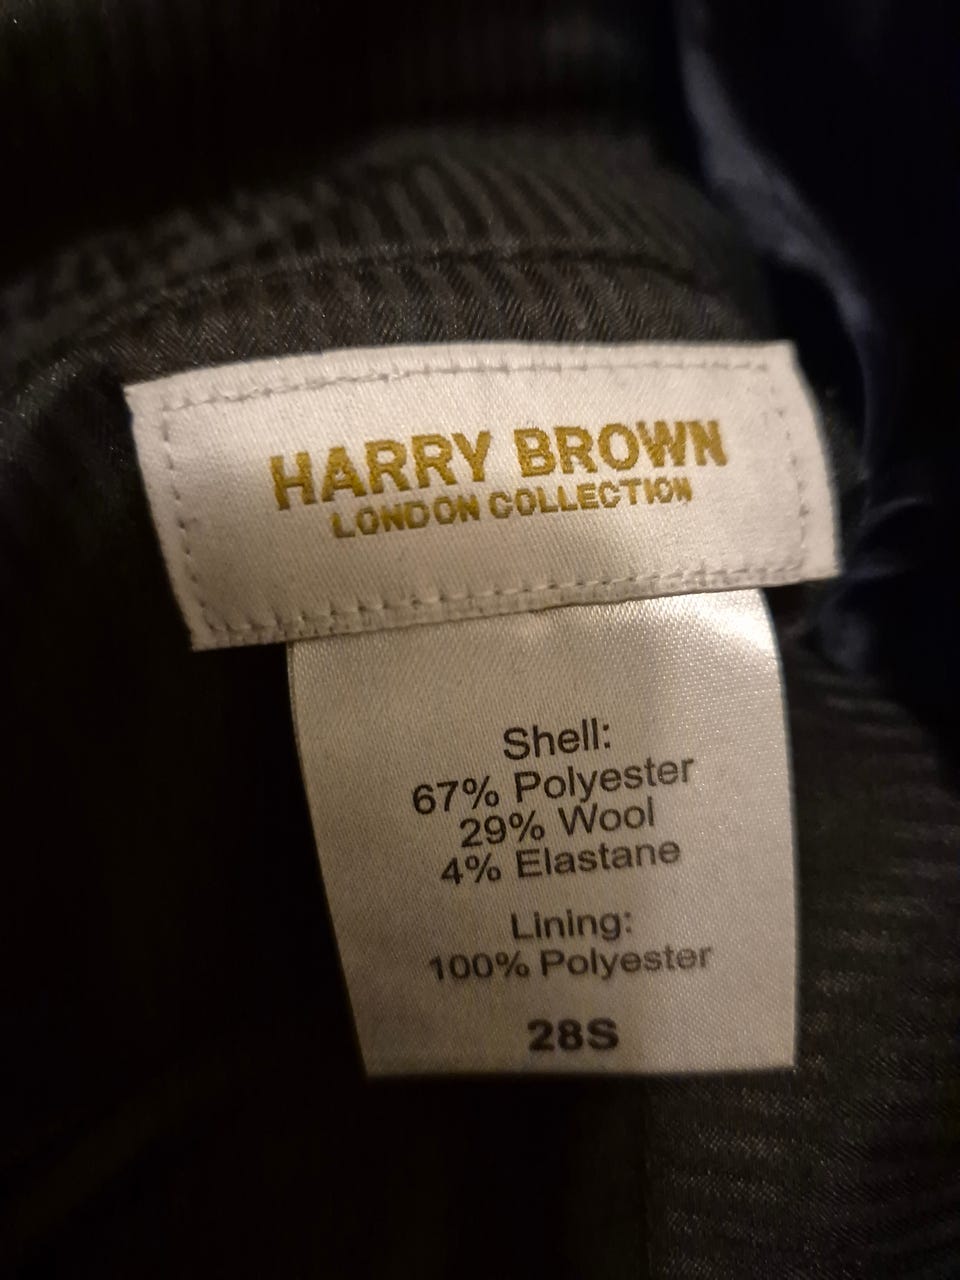 HARRY BROWN
LONDON COLLECTION
Shell:
67% Polyester
29% Wool
4% Elastane
Lining:
100% Polyester
28S